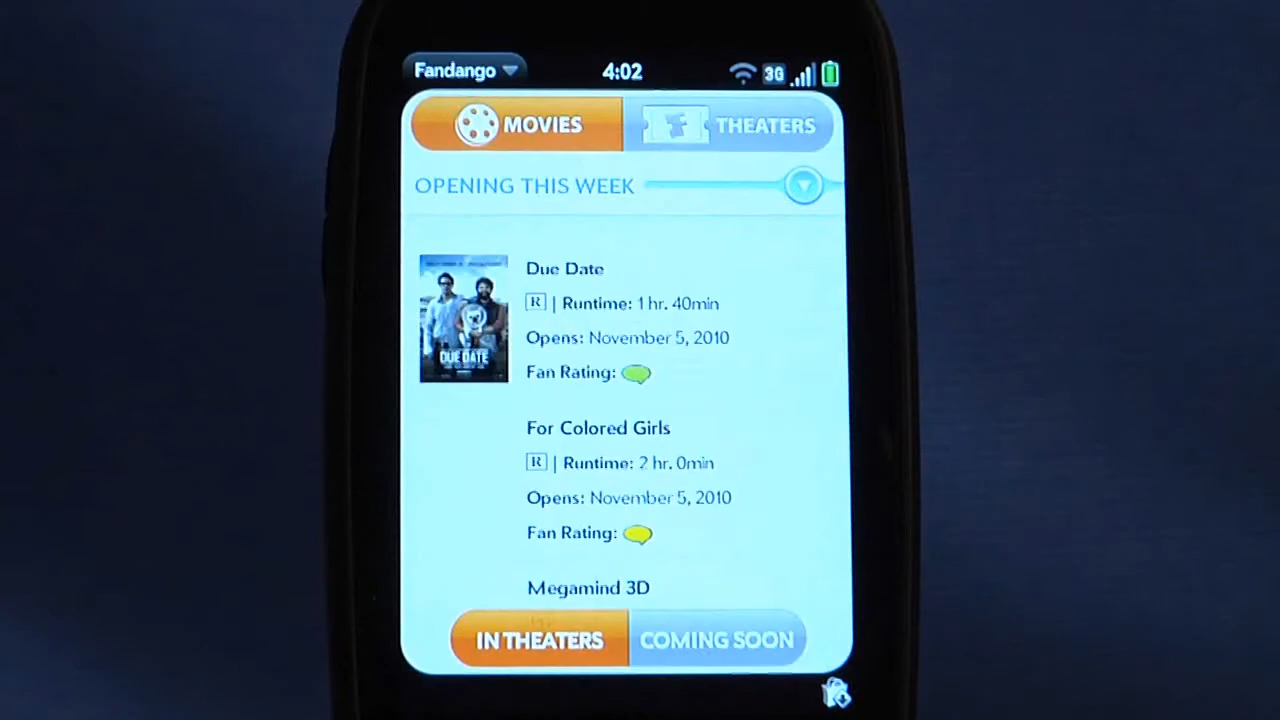 Fandango 4:02 3G
MOVIES THEATERS
OPENING THIS WEEK
Due Date
R | Runtime: 1 hr. 40min
Opens: November 5, 2010
Fan Rating:
DUE DATE
For Colored Girls
R | Runtime: 2 hr. 0min
Opens: November 5, 2010
Fan Rating:
Megamind 3D
IN THEATERS COMING SOON